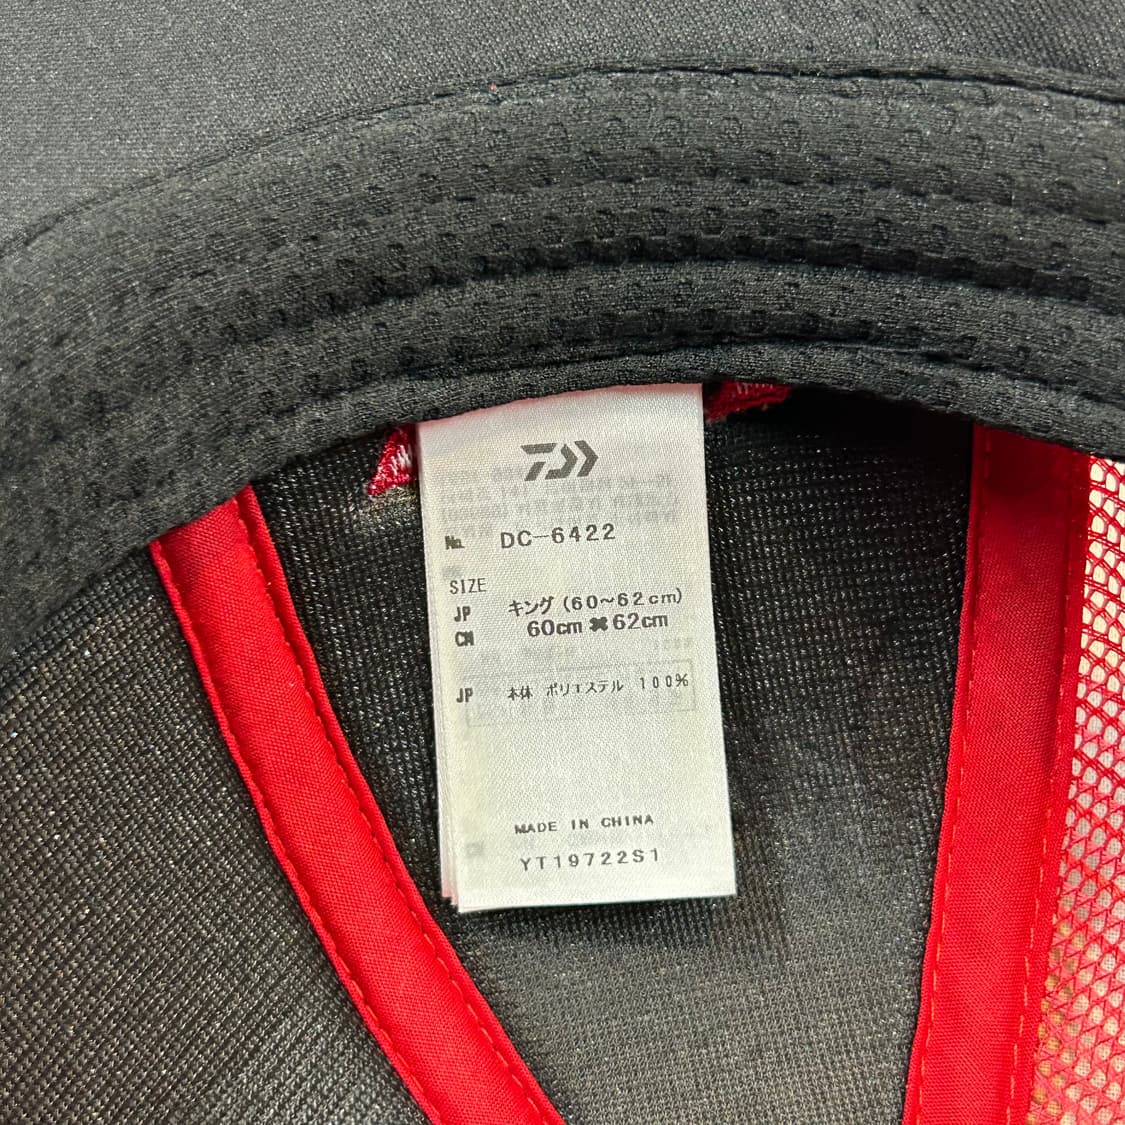 No. DC-6422
SIZE
JP キング(60~62cm)
CN 60cm✖62cm
JP 本体 ポリエステル 100%
MADE IN CHINA
YT19722S1